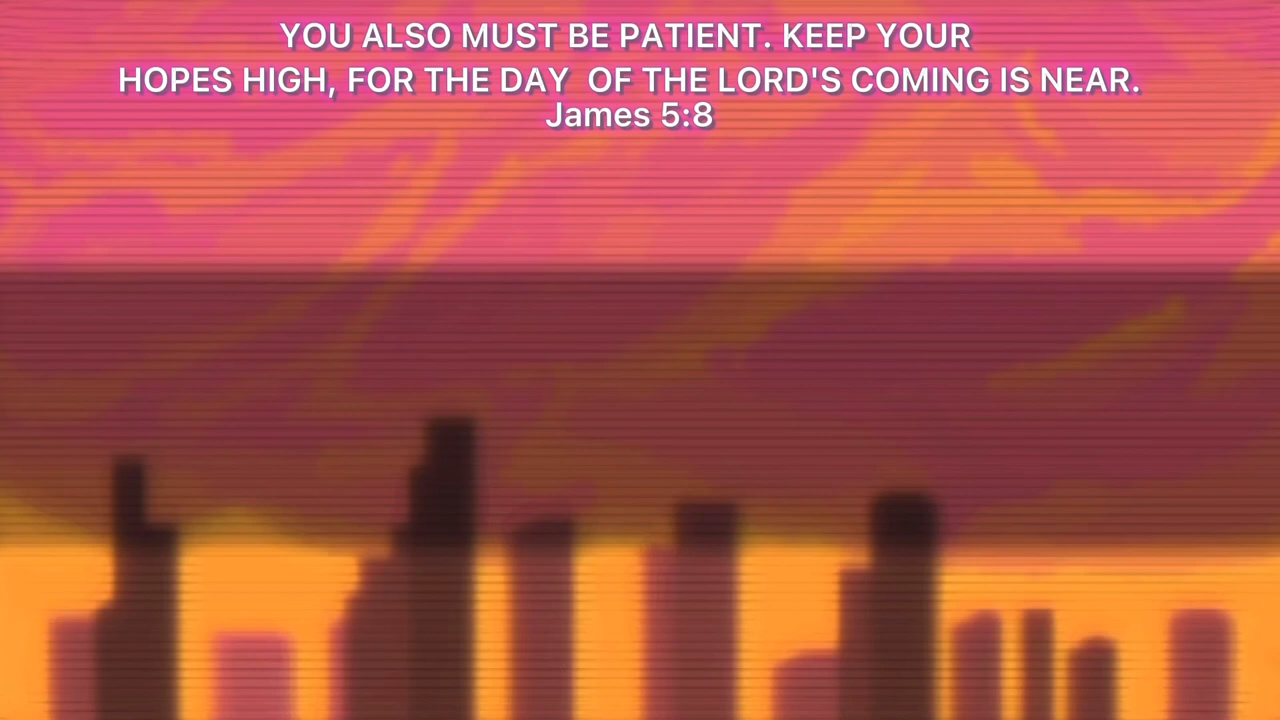 YOU ALSO MUST BE PATIENT. KEEP YOUR
HOPES HIGH, FOR THE DAY  OF THE LORD'S COMING IS NEAR.
James 5:8